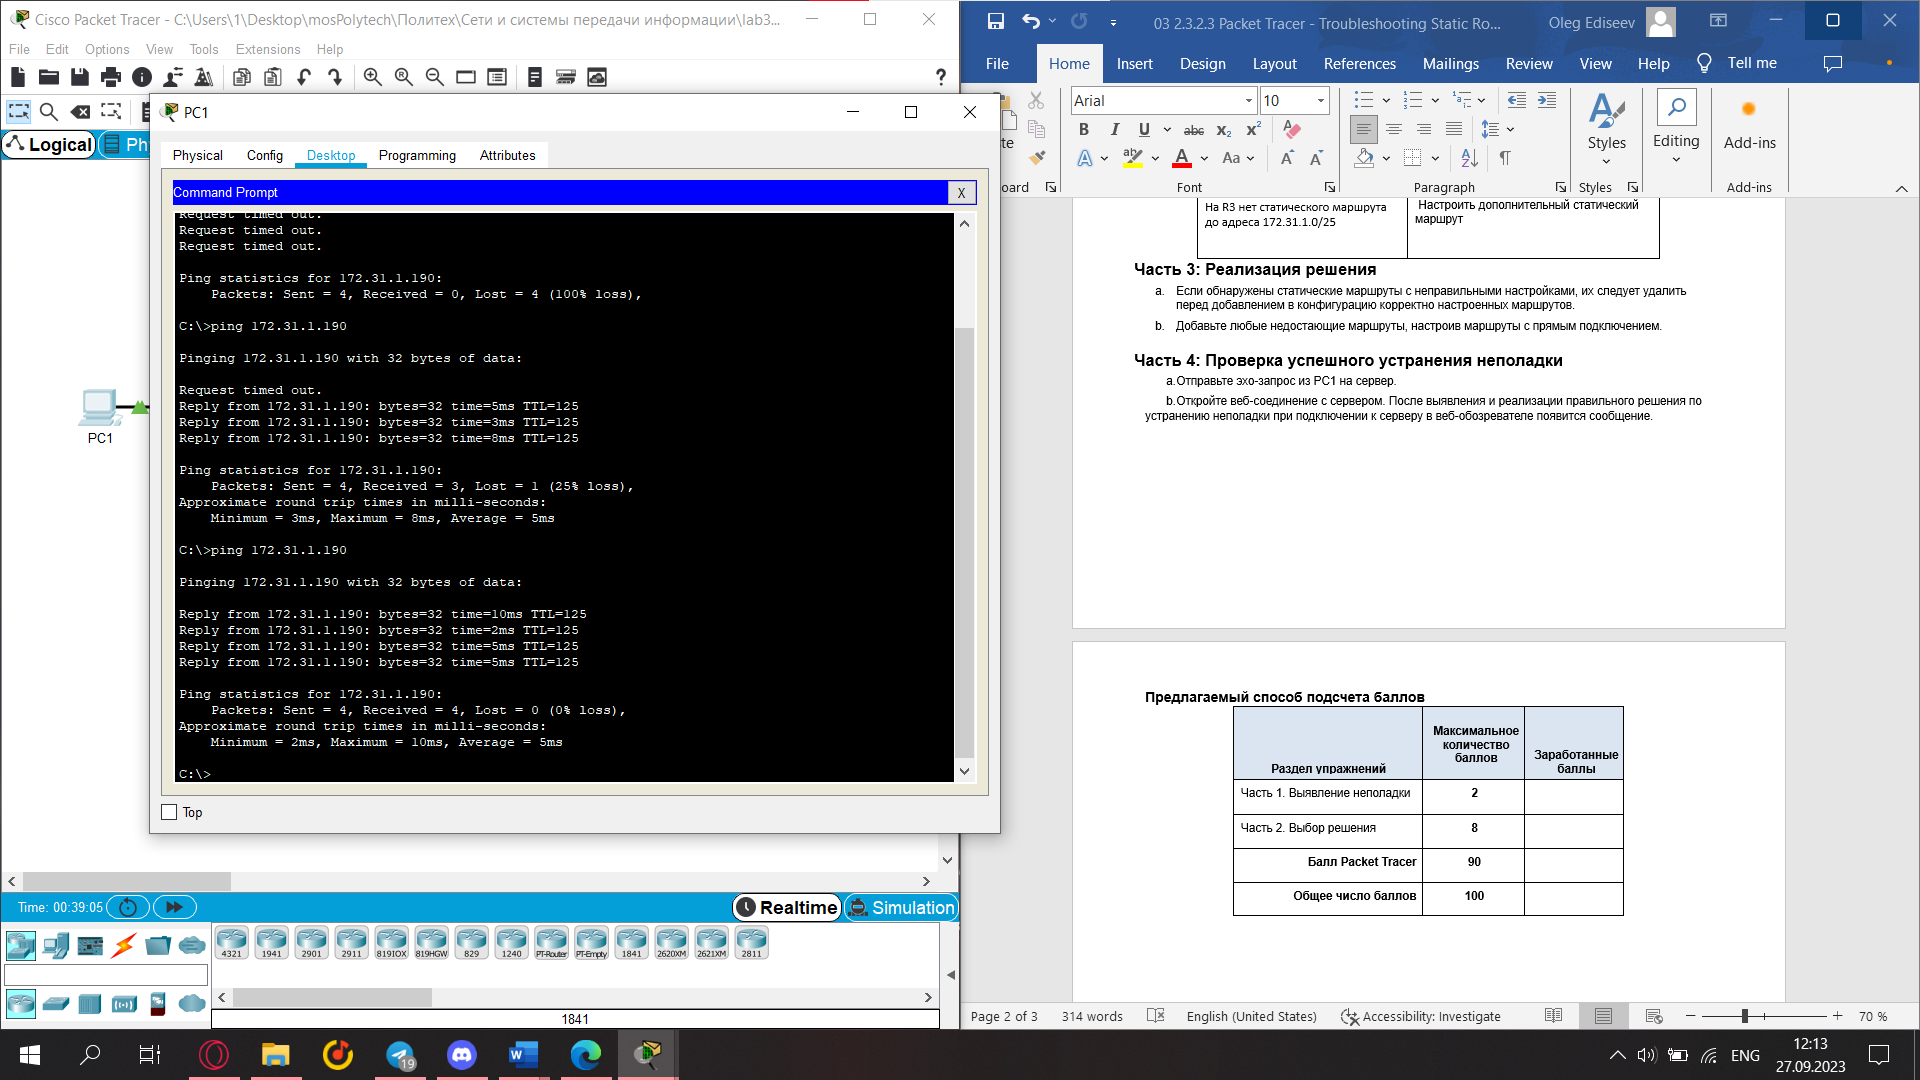 Cisco Packet Tracer - C:\Users\1\Desktop\mosPolytech\Политех\Сети и системы передачи информации\lab3...
File Edit Options View Tools Extensions Help
?
Logical
Ph
PC1
PC1
Physical Config Desktop Programming Attributes
Command Prompt
X
Request timed out.
Request timed out.
Request timed out.
Ping statistics for 172.31.1.190:
Packets: Sent = 4, Received = 0, Lost = 4 (100% loss),
C:\>ping 172.31.1.190
Pinging 172.31.1.190 with 32 bytes of data:
Request timed out.
Reply from 172.31.1.190: bytes=32 time=5ms TTL=125
Reply from 172.31.1.190: bytes=32 time=3ms TTL=125
Reply from 172.31.1.190: bytes=32 time=8ms TTL=125
Ping statistics for 172.31.1.190:
Packets: Sent = 4, Received = 3, Lost = 1 (25% loss),
Approximate round trip times in milli-seconds:
Minimum = 3ms, Maximum = 8ms, Average = 5ms
C:\>ping 172.31.1.190
Pinging 172.31.1.190 with 32 bytes of data:
Reply from 172.31.1.190: bytes=32 time=10ms TTL=125
Reply from 172.31.1.190: bytes=32 time=2ms TTL=125
Reply from 172.31.1.190: bytes=32 time=5ms TTL=125
Reply from 172.31.1.190: bytes=32 time=5ms TTL=125
Ping statistics for 172.31.1.190:
Packets: Sent = 4, Received = 4, Lost = 0 (0% loss),
Approximate round trip times in milli-seconds:
Minimum = 2ms, Maximum = 10ms, Average = 5ms
C:\>
Top
Time: 00:39:05
Realtime Simulation
4321 1941 2901 2911 819IOX 819HGW 829 1240 PT-Router PT-Empty 1841 2620XM 2621XM 2811
1841
03 2.3.2.3 Packet Tracer - Troubleshooting Static Ro...
Oleg Ediseev
File Home Insert Design Layout References Mailings Review View Help Tell me
te
Arial 10
B I U abc x₂ x²
A A Aa A A
Styles Editing Add-ins
oard Font Paragraph Styles Add-ins
На R3 нет статического маршрута
до адреса 172.31.1.0/25
Настроить дополнительный статический
маршрут
Часть 3: Реализация решения
a. Если обнаружены статические маршруты с неправильными настройками, их следует удалить
перед добавлением в конфигурацию корректно настроенных маршрутов.
b. Добавьте любые недостающие маршруты, настроив маршруты с прямым подключением.
Часть 4: Проверка успешного устранения неполадки
a.Отправьте эхо-запрос из PC1 на сервер.
b.Откройте веб-соединение с сервером. После выявления и реализации правильного решения по
устранению неполадки при подключении к серверу в веб-обозревателе появится сообщение.
Предлагаемый способ подсчета баллов
Раздел упражнений
Максимальное
количество
баллов
Заработанные
баллы
Часть 1. Выявление неполадки 2
Часть 2. Выбор решения 8
Балл Packet Tracer 90
Общее число баллов 100
Page 2 of 3 314 words English (United States) Accessibility: Investigate 70 %
19
ENG
12:13
27.09.2023